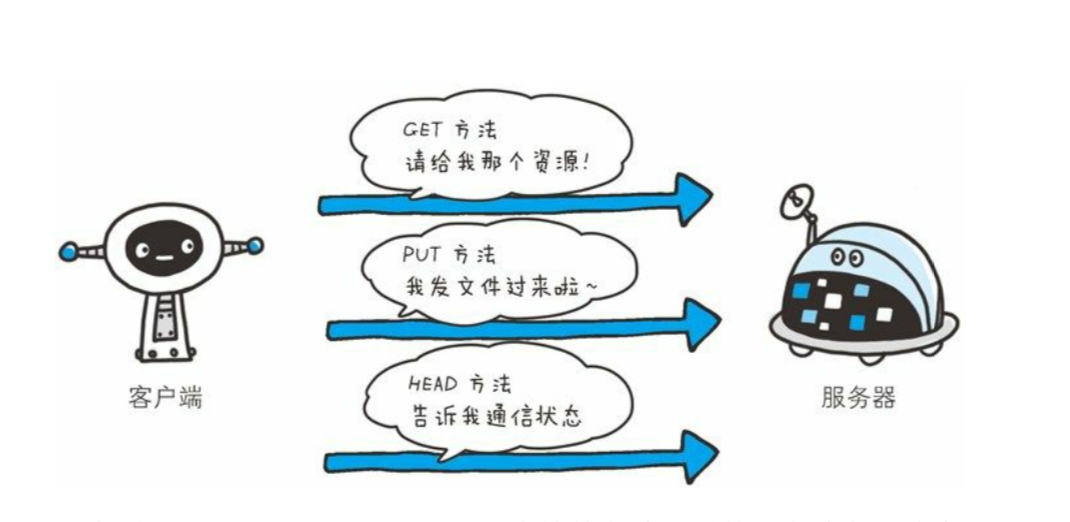 GET 方法
请给我那个资源!
PUT 方法
我发文件过来啦~
HEAD 方法
告诉我通信状态
客户端
服务器